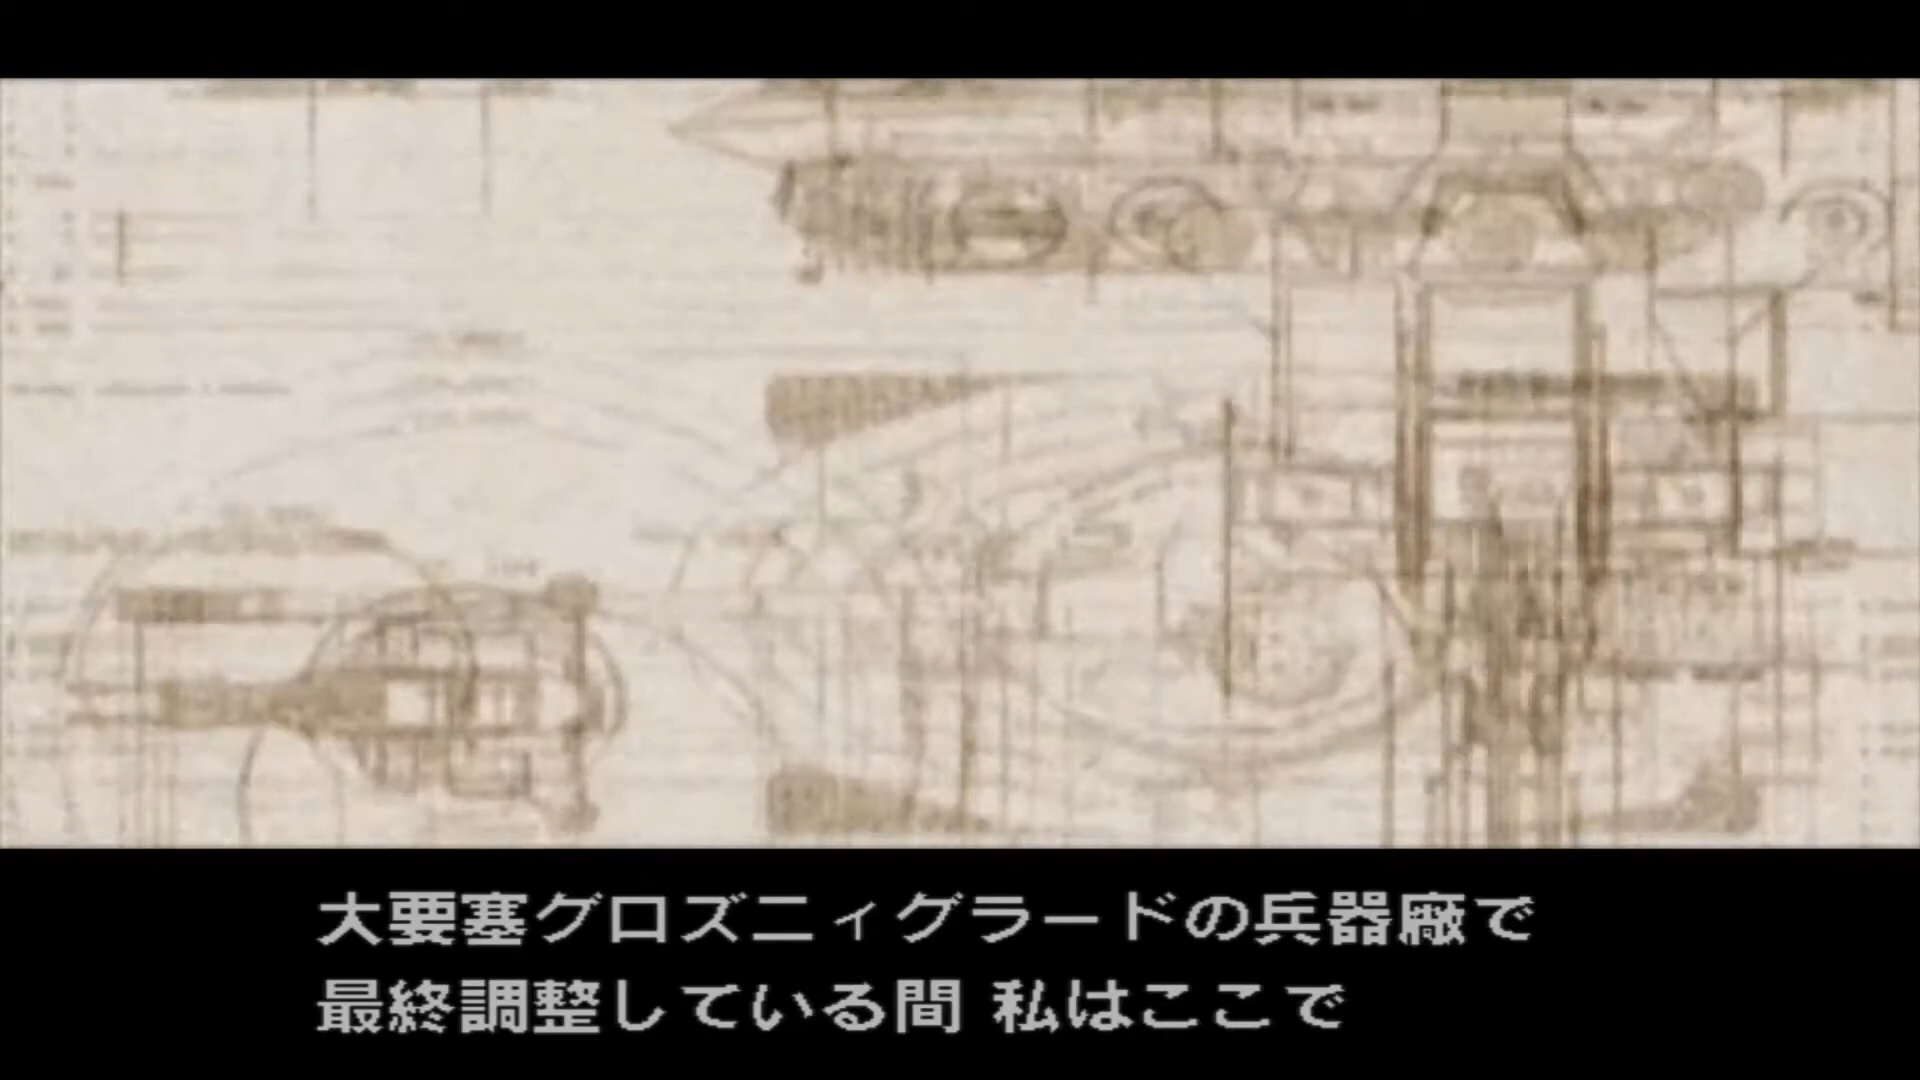 大要塞グロズニィグラードの兵器廠で
最終調整している間 私はここで